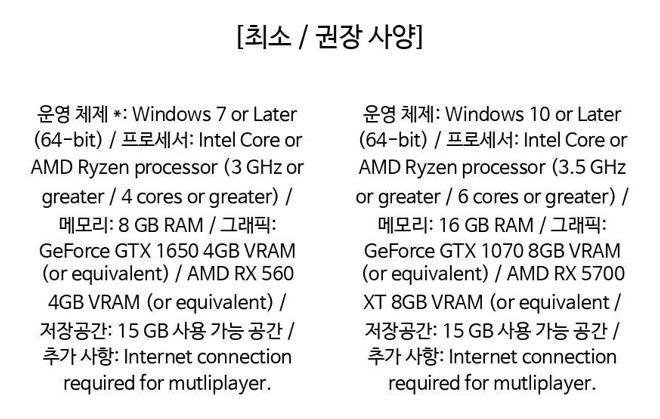 [최소 / 권장 사양]
운영 체제 *: Windows 7 or Later
(64-bit) / 프로세서: Intel Core or
AMD Ryzen processor (3 GHz or
greater / 4 cores or greater) /
메모리: 8 GB RAM / 그래픽:
GeForce GTX 1650 4GB VRAM
(or equivalent) / AMD RX 560
4GB VRAM (or equivalent) /
저장공간: 15 GB 사용 가능 공간 /
추가 사항: Internet connection
required for mutliplayer.
운영 체제: Windows 10 or Later
(64-bit) / 프로세서: Intel Core or
AMD Ryzen processor (3.5 GHz
or greater / 6 cores or greater) /
메모리: 16 GB RAM / 그래픽:
GeForce GTX 1070 8GB VRAM
(or equivalent) / AMD RX 5700
XT 8GB VRAM (or equivalent /
저장공간: 15 GB 사용 가능 공간 /
추가 사항: Internet connection
required for mutliplayer.